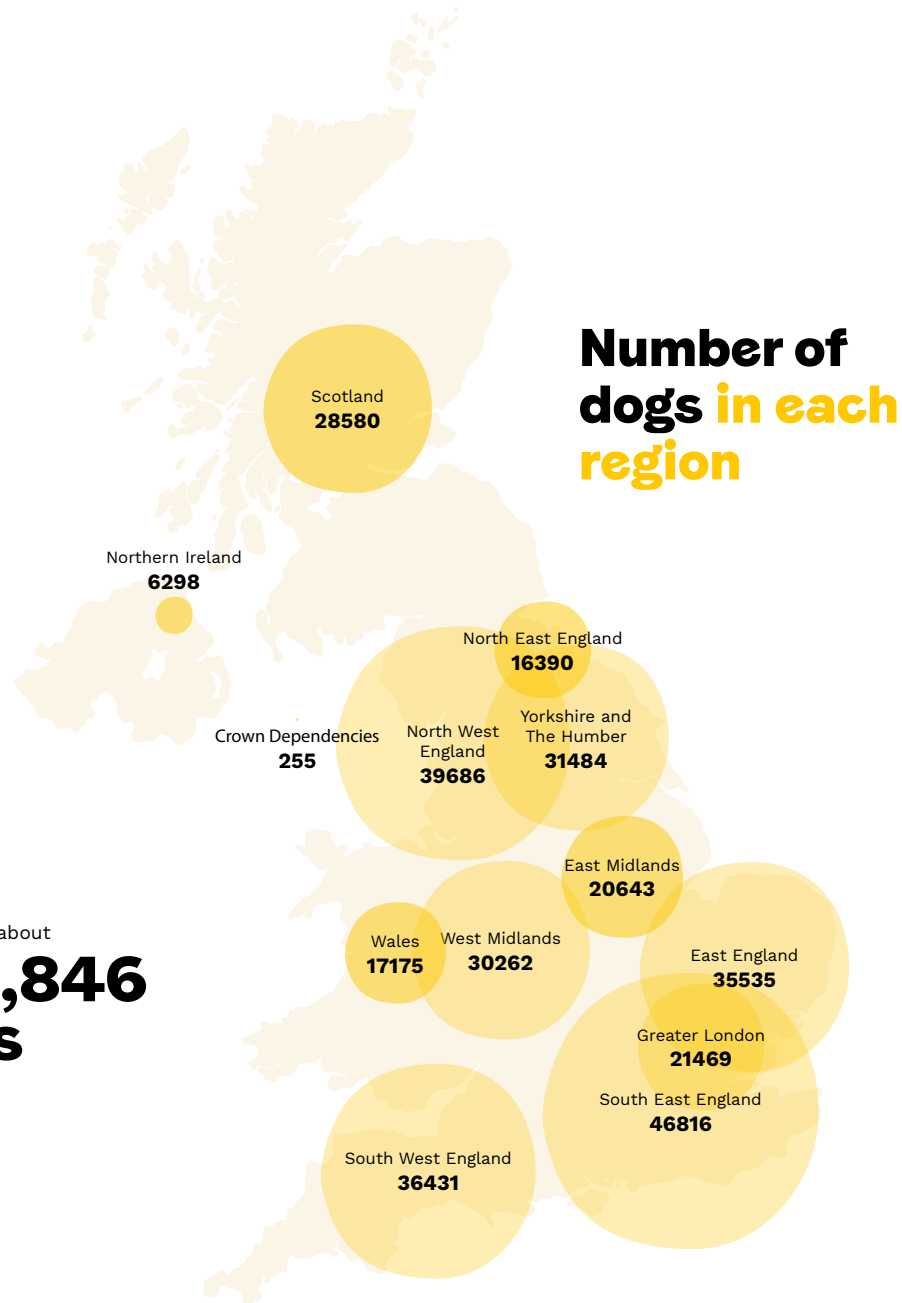 Number of
dogs in each
region
Scotland
28580
Northern Ireland
6298
North East England
16390
Yorkshire and
The Humber
31484
North West
England
39686
Crown Dependencies
255
East Midlands
20643
about
,846
s
Wales
17175
West Midlands
30262
East England
35535
Greater London
21469
South East England
46816
South West England
36431